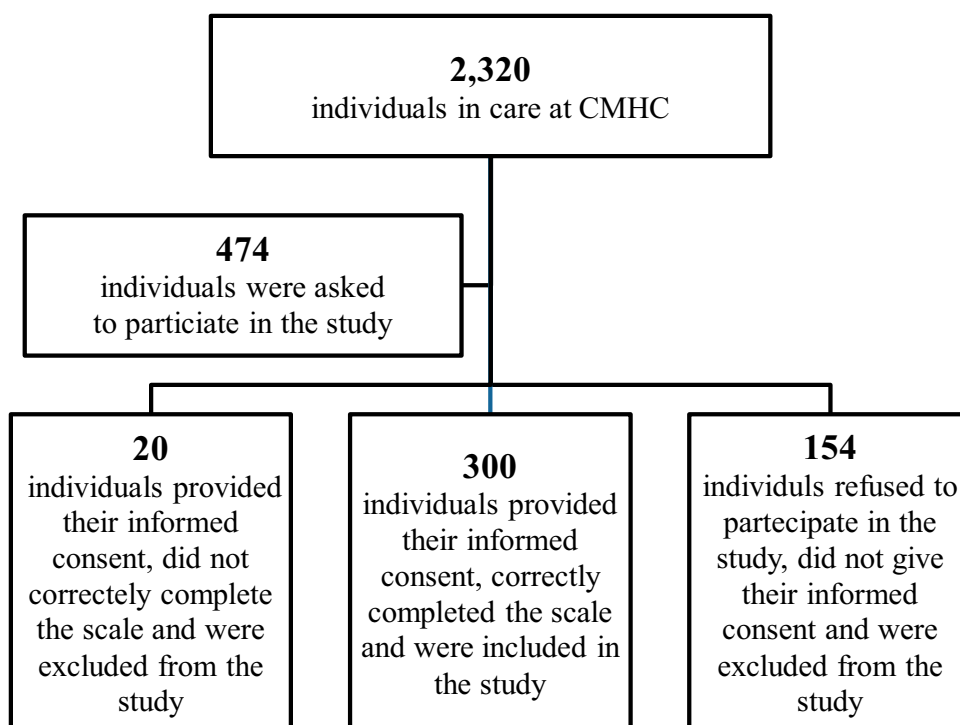 2,320
individuals in care at CMHC
474
individuals were asked
to particiate in the study
20
individuals provided
their informed
consent, did not
correctely complete
the scale and were
excluded from the
study
300
individuals provided
their informed
consent, correctly
completed the scale
and were included in
the study
154
individuls refused to
partecipate in the
study, did not give
their informed
consent and were
excluded from the
study